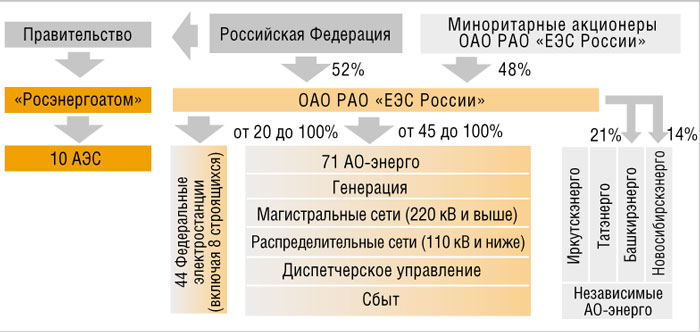 Правительство
Российская Федерация
Миноритарные акционеры
ОАО РАО «ЕЭС России»
52%
48%
«Росэнергоатом»
ОАО РАО «ЕЭС России»
от 20 до 100%
от 45 до 100%
21%
14%
10 АЭС
44 Федеральные
электростанции
(включая 8 строящихся)
71 АО-энерго
Генерация
Магистральные сети (220 кВ и выше)
Распределительные сети (110 кВ и ниже)
Диспетчерское управление
Сбыт
Иркутскэнерго
Татэнерго
Башкирэнерго
Новосибирскэнерго
Независимые
АО-энерго